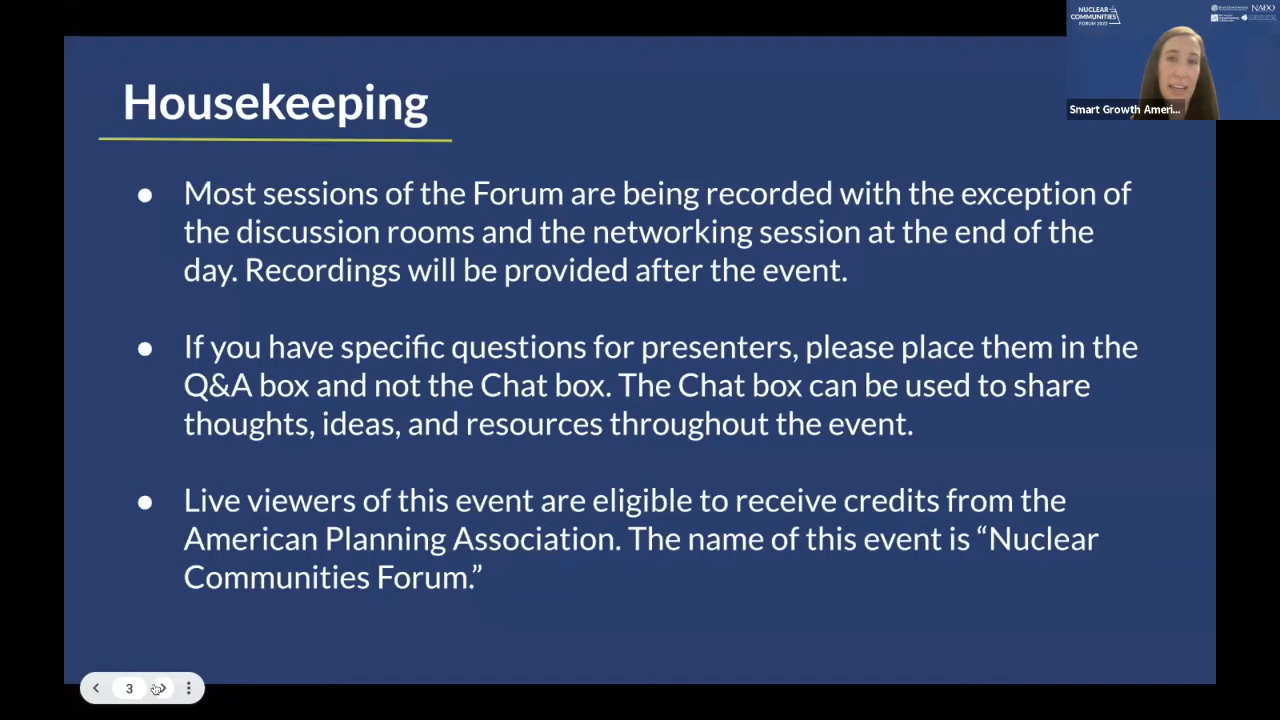 Housekeeping
● Most sessions of the Forum are being recorded with the exception of
the discussion rooms and the networking session at the end of the
day. Recordings will be provided after the event.
● If you have specific questions for presenters, please place them in the
Q&A box and not the Chat box. The Chat box can be used to share
thoughts, ideas, and resources throughout the event.
● Live viewers of this event are eligible to receive credits from the
American Planning Association. The name of this event is “Nuclear
Communities Forum.”
NUCLEAR
COMMUNITIES
FORUM 2022
NADO
Smart Growth Ameri...
3